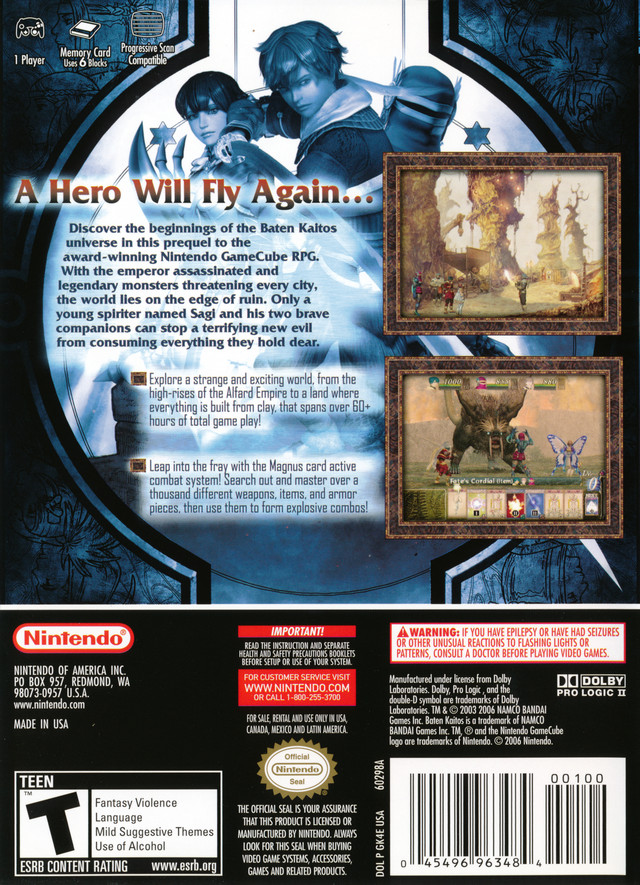 1 Player
Memory Card
Uses 6 Blocks
Progressive Scan
Compatible
A Hero Will Fly Again...
Discover the beginnings of the Baten Kaitos
universe in this prequel to the
award-winning Nintendo GameCube RPG.
With the emperor assassinated and
legendary monsters threatening every city,
the world lies on the edge of ruin. Only a
young spiriter named Sagi and his two brave
companions can stop a terrifying new evil
from consuming everything they hold dear.
Explore a strange and exciting world, from the
high-rises of the Alfard Empire to a land where
everything is built from clay, that spans over 60+
hours of total game play!
Leap into the fray with the Magnus card active
combat system! Search out and master over a
thousand different weapons, items, and armor
pieces, then use them to form explosive combos!
Fate's Cordial (Item)
Nintendo®
NINTENDO OF AMERICA INC.
PO BOX 957, REDMOND, WA
98073-0957 U.S.A.
www.nintendo.com
MADE IN USA
IMPORTANT!
READ THE INSTRUCTION AND SEPARATE
HEALTH AND SAFETY PRECAUTIONS BOOKLETS
BEFORE SETUP OR USE OF YOUR SYSTEM.
FOR CUSTOMER SERVICE VISIT
WWW.NINTENDO.COM
OR CALL 1-800-255-3700
FOR SALE, RENTAL AND USE ONLY IN USA,
CANADA, MEXICO AND LATIN AMERICA.
Official
Nintendo
Seal
THE OFFICIAL SEAL IS YOUR ASSURANCE
THAT THIS PRODUCT IS LICENSED OR
MANUFACTURED BY NINTENDO. ALWAYS
LOOK FOR THIS SEAL WHEN BUYING
VIDEO GAME SYSTEMS, ACCESSORIES,
GAMES AND RELATED PRODUCTS.
WARNING: IF YOU HAVE EPILEPSY OR HAVE HAD SEIZURES
OR OTHER UNUSUAL REACTIONS TO FLASHING LIGHTS OR
PATTERNS, CONSULT A DOCTOR BEFORE PLAYING VIDEO GAMES.
Manufactured under license from Dolby
Laboratories. Dolby, Pro Logic , and the
double-D symbol are trademarks of Dolby
Laboratories. TM & © 2003 2006 NAMCO BANDAI
Games Inc. Baten Kaitos is a trademark of NAMCO
BANDAI Games Inc. TM, ® and the Nintendo GameCube
logo are trademarks of Nintendo. © 2006 Nintendo.
DOLBY
PRO LOGIC II
TEEN
T
TM
Fantasy Violence
Language
Mild Suggestive Themes
Use of Alcohol
ESRB CONTENT RATING www.esrb.org
DOL P GK4E USA
60298A
00100
0 45496 96348 4